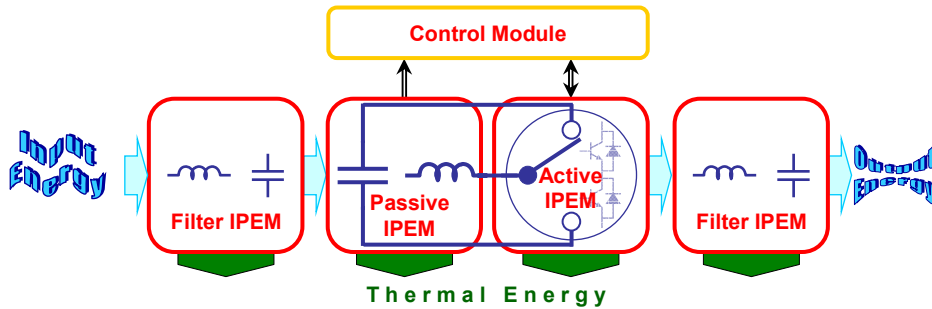 Control Module
Input
Energy
Filter IPEM
Passive
IPEM
Active
IPEM
Filter IPEM
Output
Energy
Thermal Energy